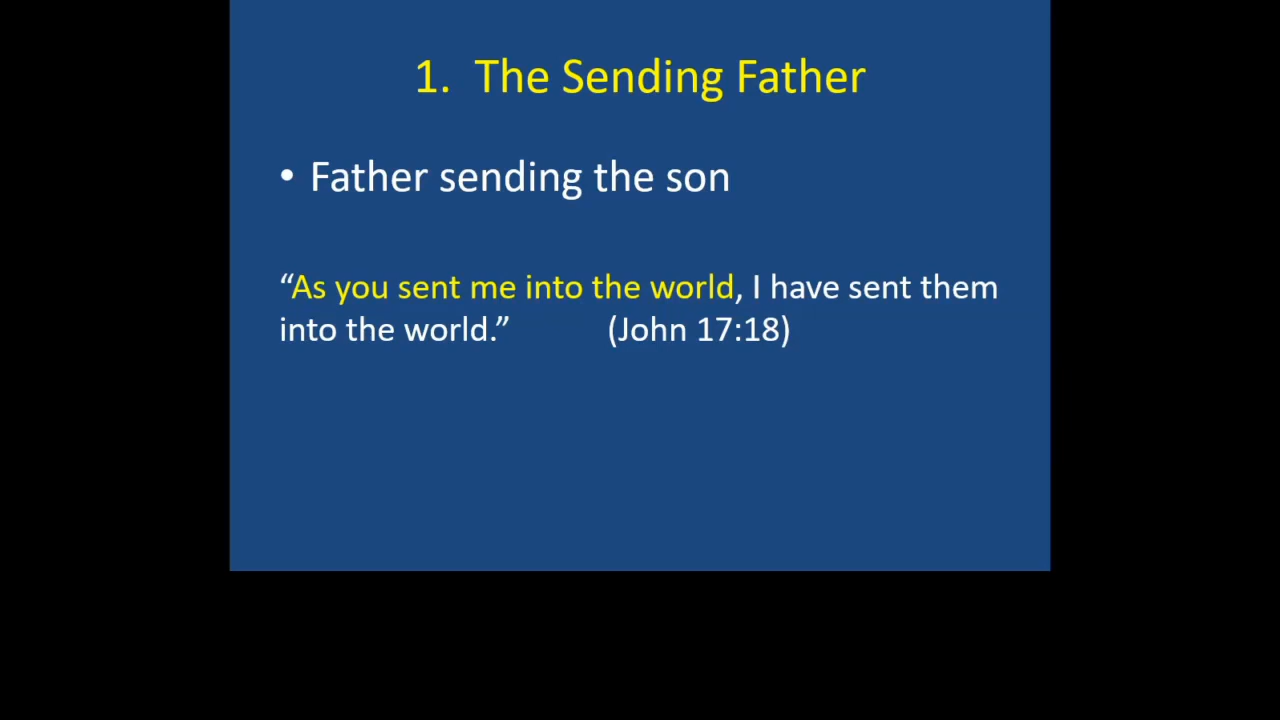 1. The Sending Father
• Father sending the son
“As you sent me into the world, I have sent them
into the world.” (John 17:18)